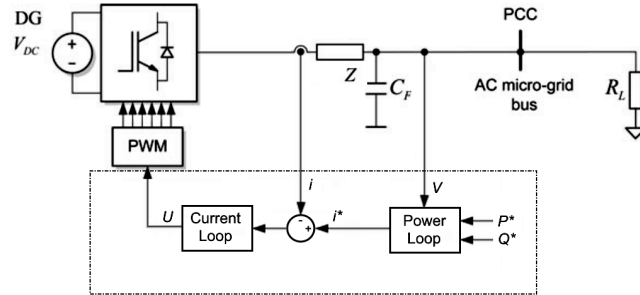 DG
V_DC
+
-
PWM
Z
C_F
PCC
AC micro-grid
bus
R_L
i
V
U
Current
Loop
-
+
i*
Power
Loop
P*
Q*